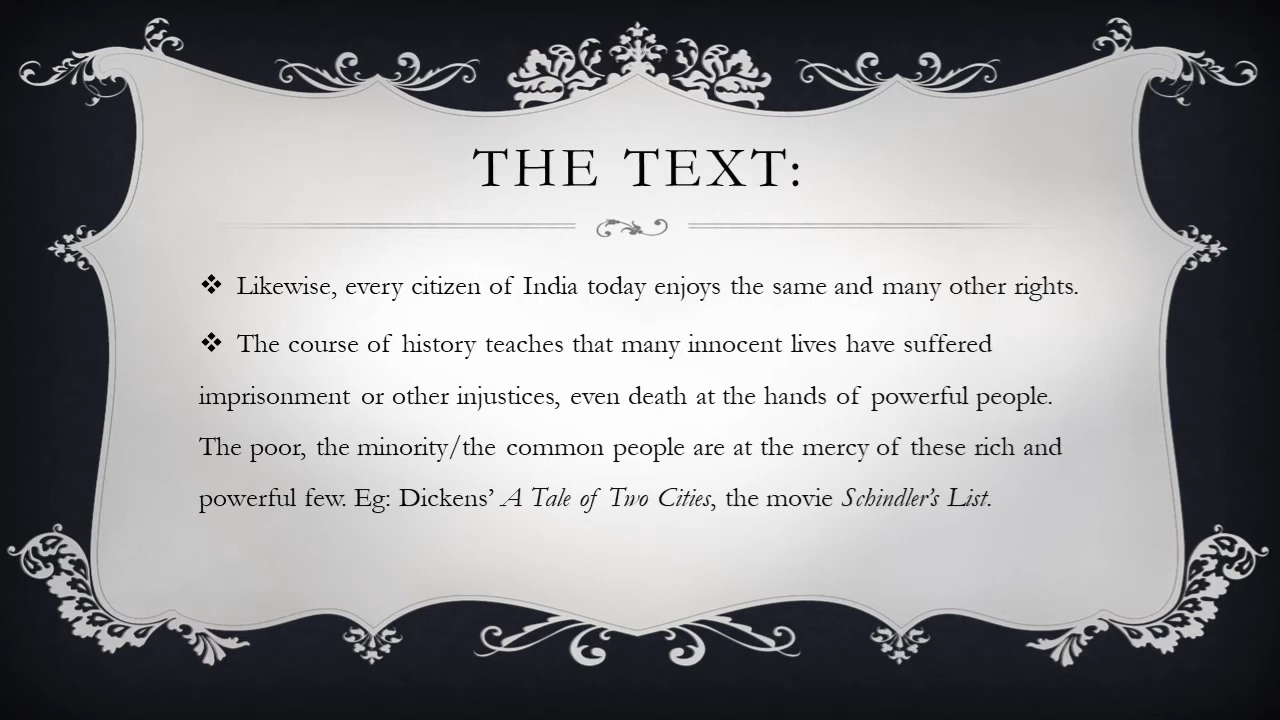 THE TEXT:
❖ Likewise, every citizen of India today enjoys the same and many other rights.
❖ The course of history teaches that many innocent lives have suffered
imprisonment or other injustices, even death at the hands of powerful people.
The poor, the minority/the common people are at the mercy of these rich and
powerful few. Eg: Dickens’ A Tale of Two Cities, the movie Schindler’s List.